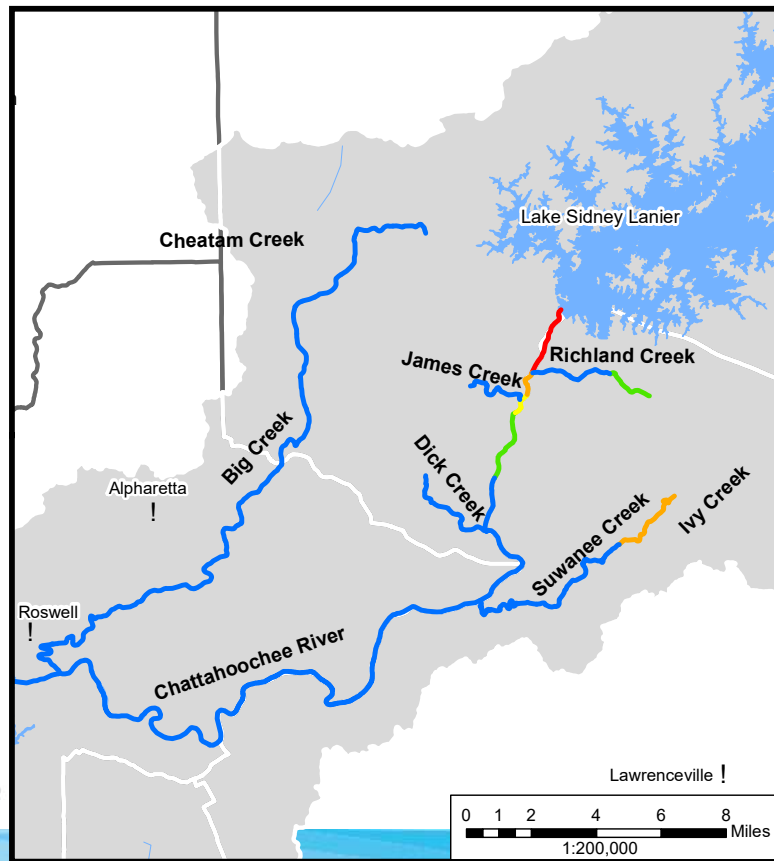 Lake Sidney Lanier
Cheatam Creek
James Creek
Richland Creek
Big Creek
Dick Creek
Alpharetta
!
Suwanee Creek
Ivy Creek
Roswell
!
Chattahoochee River
Lawrenceville !
0 1 2 4 6 8
Miles
1:200,000